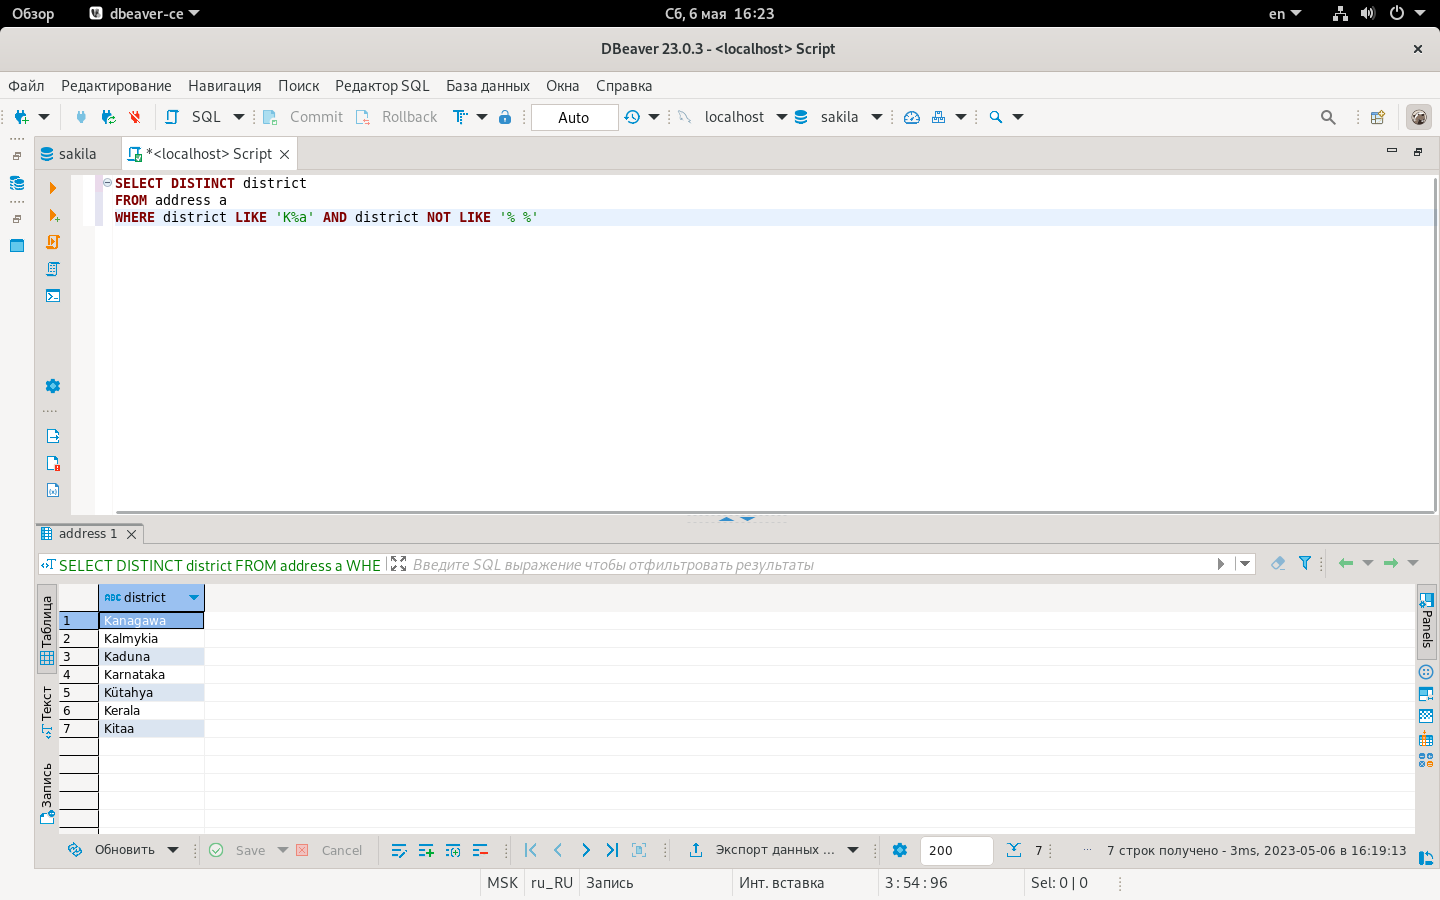 Обзор dbeaver-ce Сб, 6 мая 16:23 en
DBeaver 23.0.3 - <localhost> Script
Файл Редактирование Навигация Поиск Редактор SQL База данных Окна Справка
SQL Commit Rollback Auto localhost sakila
sakila *<localhost> Script
SELECT DISTINCT district
FROM address a
WHERE district LIKE 'K%a' AND district NOT LIKE '% %'
address 1
SELECT DISTINCT district FROM address a WHE Введите SQL выражение чтобы отфильтровать результаты
Таблица
Текст
Запись
ABC district
1 Kanagawa
2 Kalmykia
3 Kaduna
4 Karnataka
5 Kütahya
6 Kerala
7 Kitaa
Panels
Обновить Save Cancel Экспорт данных ... 200 7 ... 7 строк получено - 3ms, 2023-05-06 в 16:19:13
MSK ru_RU Запись Инт. вставка 3 : 54 : 96 Sel: 0 | 0